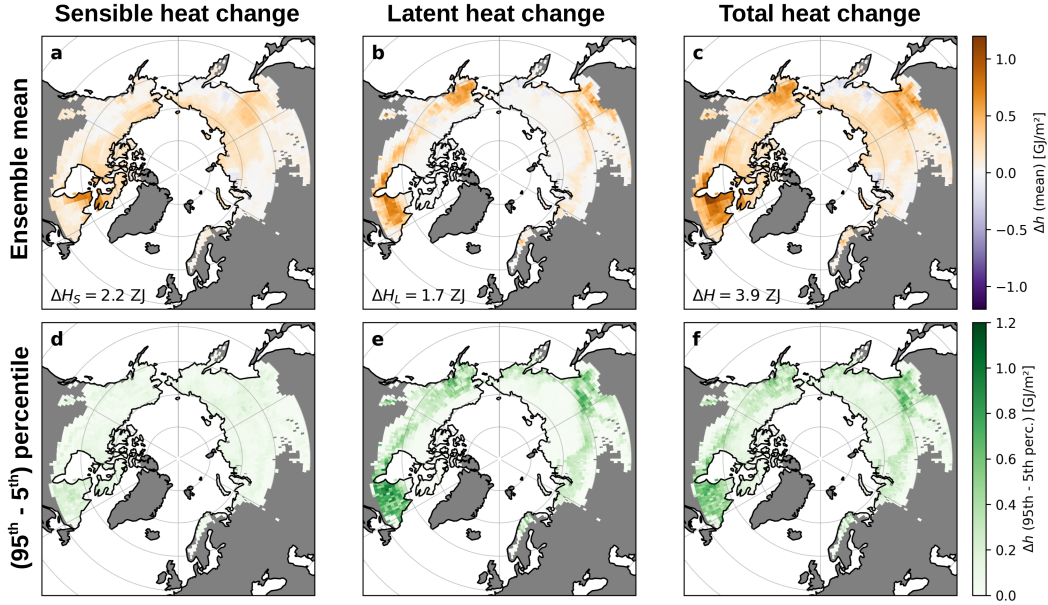 Sensible heat change
Latent heat change
Total heat change
Ensemble mean
a
b
c
ΔH_S = 2.2 ZJ
ΔH_L = 1.7 ZJ
ΔH = 3.9 ZJ
1.0
0.5
0.0
−0.5
−1.0
Δh (mean) [GJ/m²]
(95th - 5th) percentile
d
e
f
1.2
1.0
0.8
0.6
0.4
0.2
0.0
Δh (95th - 5th perc.) [GJ/m²]